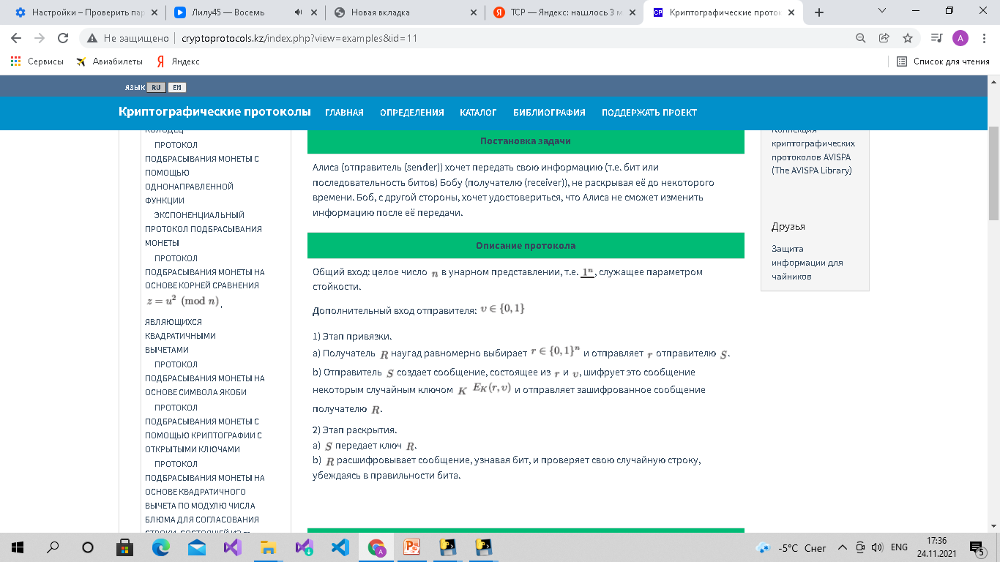 Настройки – Проверить пар
Лилу45 — Восемь
Новая вкладка
TCP — Яндекс: нашлось 3 м
Криптографические проток
Не защищено
cryptoprotocols.kz/index.php?view=examples&id=11
Сервисы
Авиабилеты
Яндекс
Список для чтения
ЯЗЫК RU EN
Криптографические протоколы ГЛАВНАЯ ОПРЕДЕЛЕНИЯ КАТАЛОГ БИБЛИОГРАФИЯ ПОДДЕРЖАТЬ ПРОЕКТ
КОЛОДЕЦ
ПРОТОКОЛ
ПОДБРАСЫВАНИЯ МОНЕТЫ С
ПОМОЩЬЮ
ОДНОНАПРАВЛЕННОЙ
ФУНКЦИИ
ЭКСПОНЕНЦИАЛЬНЫЙ
ПРОТОКОЛ ПОДБРАСЫВАНИЯ
МОНЕТЫ
ПРОТОКОЛ
ПОДБРАСЫВАНИЯ МОНЕТЫ НА
ОСНОВЕ КОРНЕЙ СРАВНЕНИЯ
z = u² (mod n),
ЯВЛЯЮЩИХСЯ
КВАДРАТИЧНЫМИ
ВЫЧЕТАМИ
ПРОТОКОЛ
ПОДБРАСЫВАНИЯ МОНЕТЫ НА
ОСНОВЕ СИМВОЛА ЯКОБИ
ПРОТОКОЛ
ПОДБРАСЫВАНИЯ МОНЕТЫ С
ПОМОЩЬЮ КРИПТОГРАФИИ С
ОТКРЫТЫМИ КЛЮЧАМИ
ПРОТОКОЛ
ПОДБРАСЫВАНИЯ МОНЕТЫ НА
ОСНОВЕ КВАДРАТИЧНОГО
ВЫЧЕТА ПО МОДУЛЮ ЧИСЛА
БЛЮМА ДЛЯ СОГЛАСОВАНИЯ
СТРОКИ, СОСТОЯЩЕЙ ИЗ m
Постановка задачи
Алиса (отправитель (sender)) хочет передать свою информацию (т.е. бит или
последовательность битов) Бобу (получателю (receiver)), не раскрывая её до некоторого
времени. Боб, с другой стороны, хочет удостовериться, что Алиса не сможет изменить
информацию после её передачи.
Описание протокола
Общий вход: целое число n в унарном представлении, т.е. 1ⁿ, служащее параметром
стойкости.
Дополнительный вход отправителя: υ ∈ {0, 1}
1) Этап привязки.
a) Получатель R наугад равномерно выбирает r ∈ {0, 1}ⁿ и отправляет r отправителю S.
b) Отправитель S создает сообщение, состоящее из r и υ, шифрует это сообщение
некоторым случайным ключом K E_K(r, υ) и отправляет зашифрованное сообщение
получателю R.
2) Этап раскрытия.
a) S передает ключ R.
b) R расшифровывает сообщение, узнавая бит, и проверяет свою случайную строку,
убеждаясь в правильности бита.
Коллекция
криптографических
протоколов AVISPA
(The AVISPA Library)
Друзья
Защита
информации для
чайников
-5°C Снег
ENG
17:36
24.11.2021
5